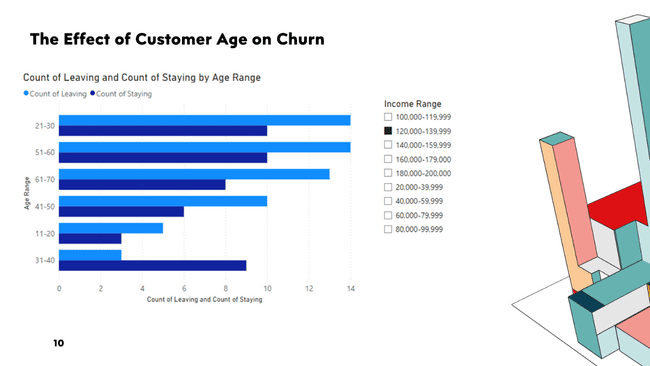 The Effect of Customer Age on Churn
Count of Leaving and Count of Staying by Age Range
Count of Leaving Count of Staying
Age Range
21-30
51-60
61-70
41-50
11-20
31-40
0 2 4 6 8 10 12 14
Count of Leaving and Count of Staying
Income Range
100,000-119,999
120,000-139,999
140,000-159,999
160,000-179,000
180,000-200,000
20,000-39,999
40,000-59,999
60,000-79,999
80,000-99,999
10